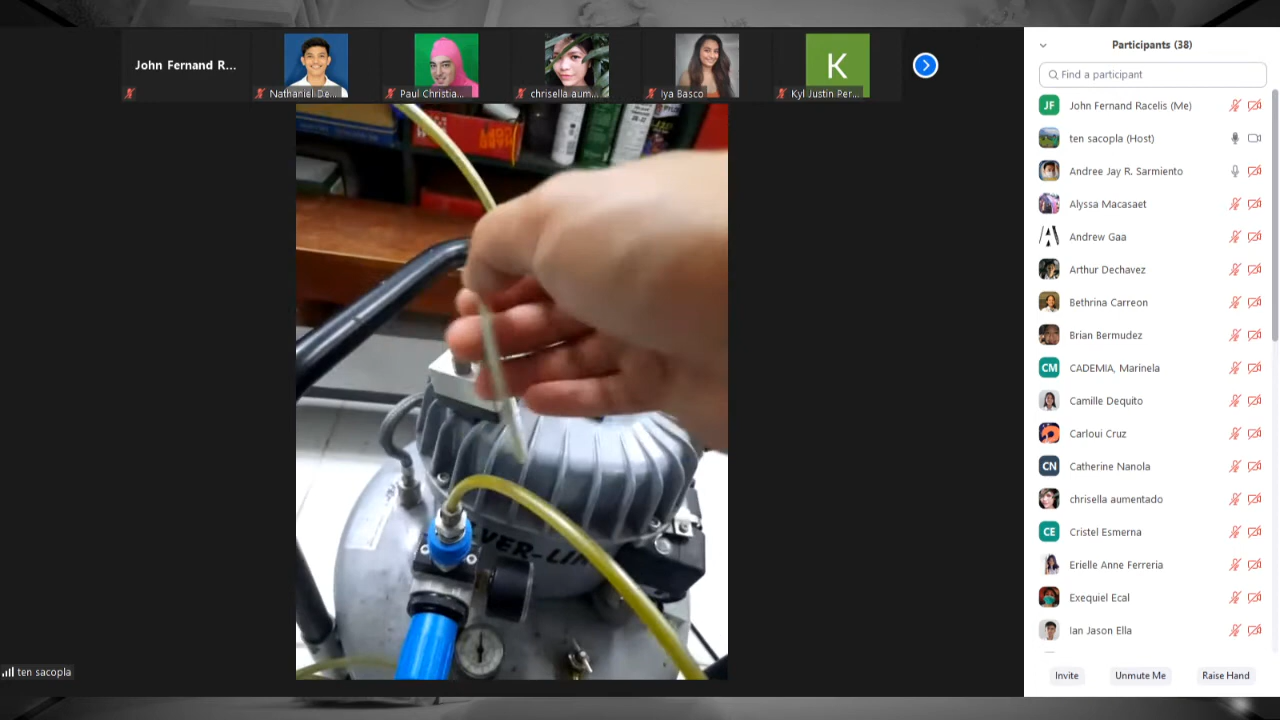 John Fernand R...
Nathaniel De...
Paul Christia...
chrisella aum...
Iya Basco
K
Kyl Justin Per...
ten sacopla
Participants (38)
Find a participant
JF John Fernand Racelis (Me)
ten sacopla (Host)
Andree Jay R. Sarmiento
Alyssa Macasaet
Andrew Gaa
Arthur Dechavez
Bethrina Carreon
Brian Bermudez
CM CADEMIA, Marinela
Camille Dequito
Carloui Cruz
CN Catherine Nanola
chrisella aumentado
CE Cristel Esmerna
Erielle Anne Ferreria
Exequiel Ecal
Ian Jason Ella
Invite Unmute Me Raise Hand